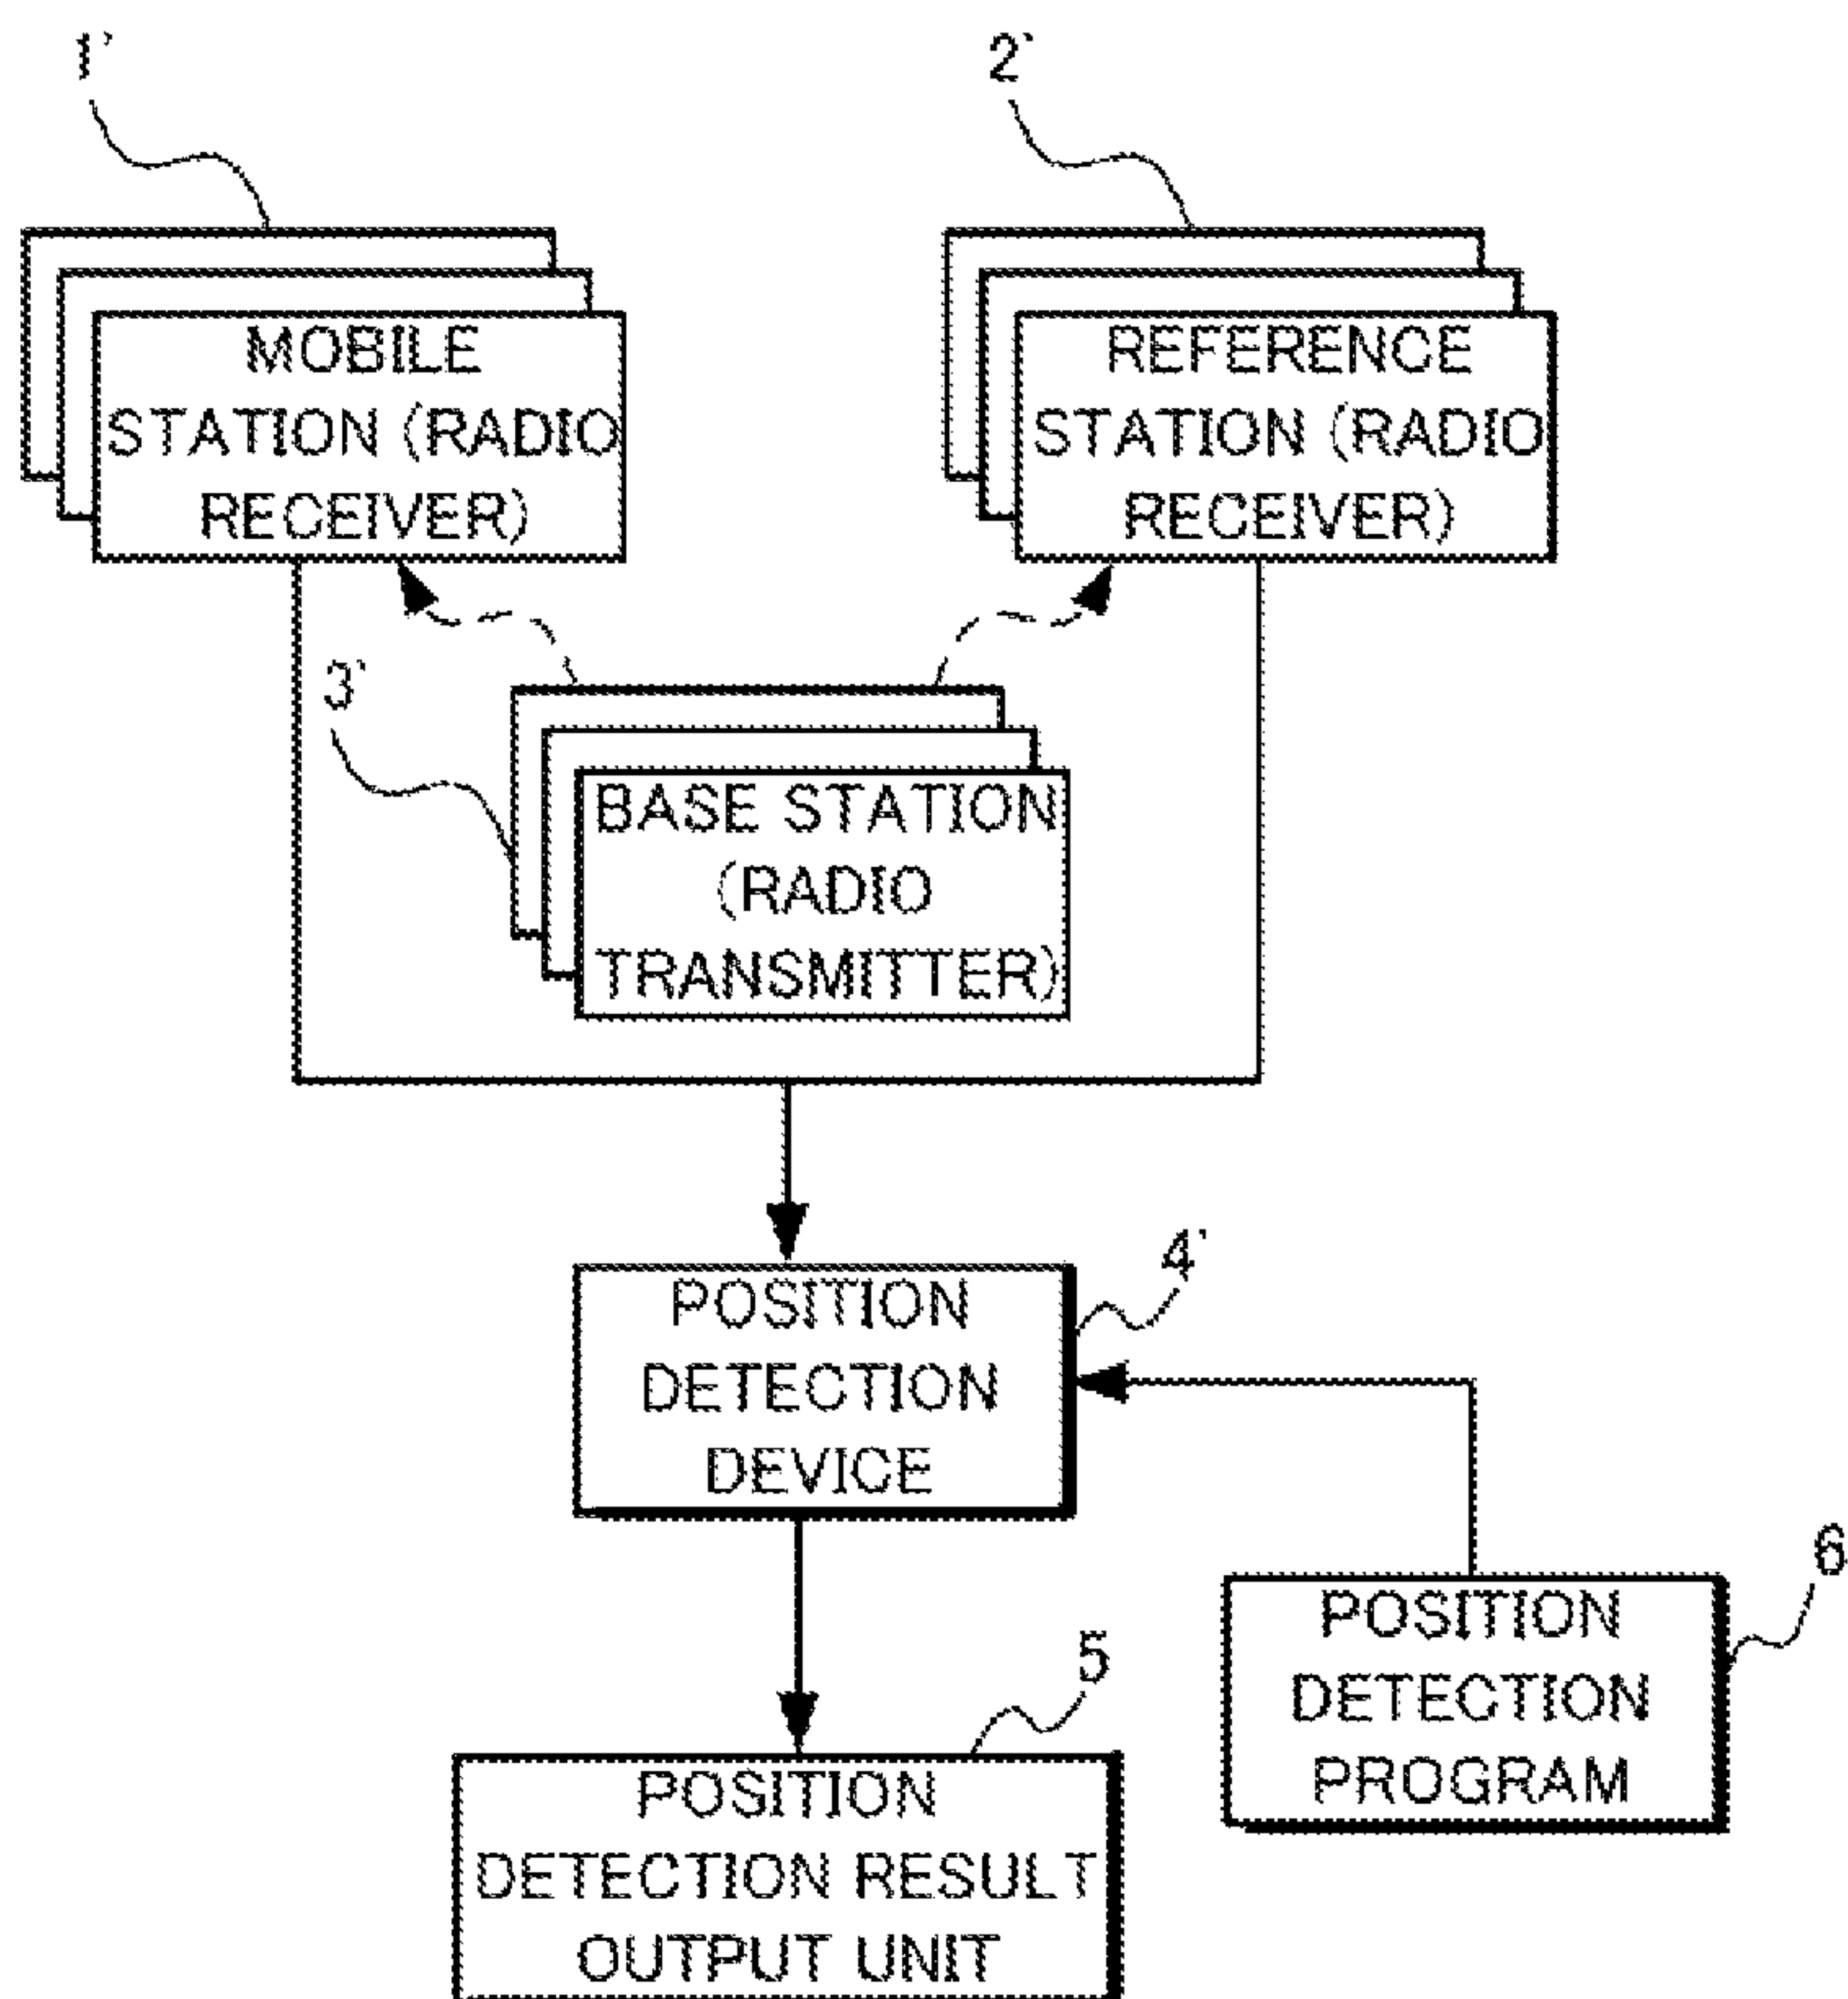 1'
2'
MOBILE
STATION (RADIO
RECEIVER)
REFERENCE
STATION (RADIO
RECEIVER)
3'
BASE STATION
(RADIO
TRANSMITTER)
4'
POSITION
DETECTION
DEVICE
6
POSITION
DETECTION
PROGRAM
5
POSITION
DETECTION RESULT
OUTPUT UNIT